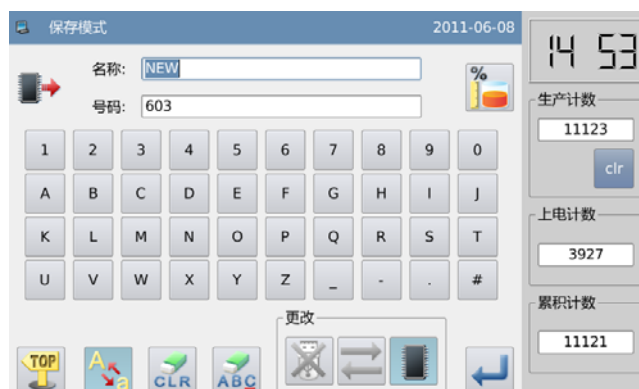 保存模式 2011-06-08
14 53
名称: NEW
%
号码: 603
生产计数
11123
clr
1 2 3 4 5 6 7 8 9 0
A B C D E F G H I J
K L M N O P Q R S T
U V W X Y Z _ - . #
上电计数
3927
累积计数
11121
更改
TOP
A a
CLR
ABC